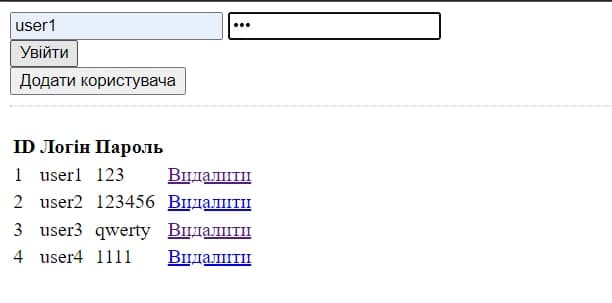 user1 •••
Увійти
Додати користувача
ID Логін Пароль
1 user1 123 Видалити
2 user2 123456 Видалити
3 user3 qwerty Видалити
4 user4 1111 Видалити